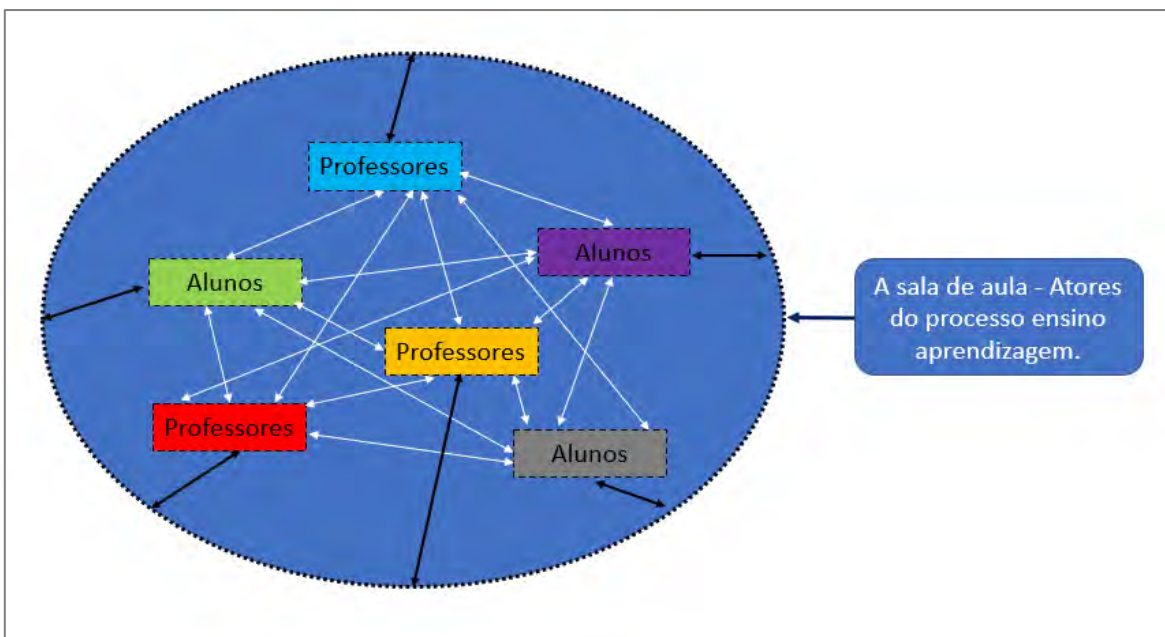 Professores
Alunos
Alunos
Professores
Professores
Alunos
A sala de aula - Atores
do processo ensino
aprendizagem.